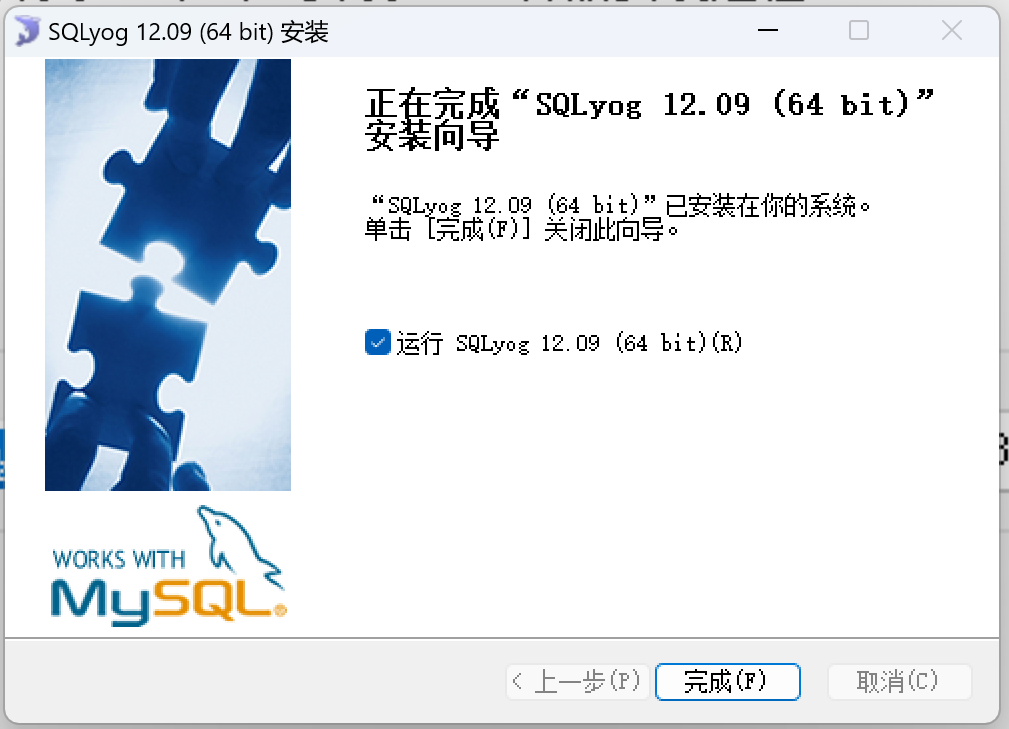 SQLyog 12.09 (64 bit) 安装
正在完成“SQLyog 12.09 (64 bit)”
安装向导
“SQLyog 12.09 (64 bit)”已安装在你的系统。
单击 [完成(F)] 关闭此向导。
运行 SQLyog 12.09 (64 bit)(R)
WORKS WITH
MySQL®
< 上一步(P)
完成(F)
取消(C)